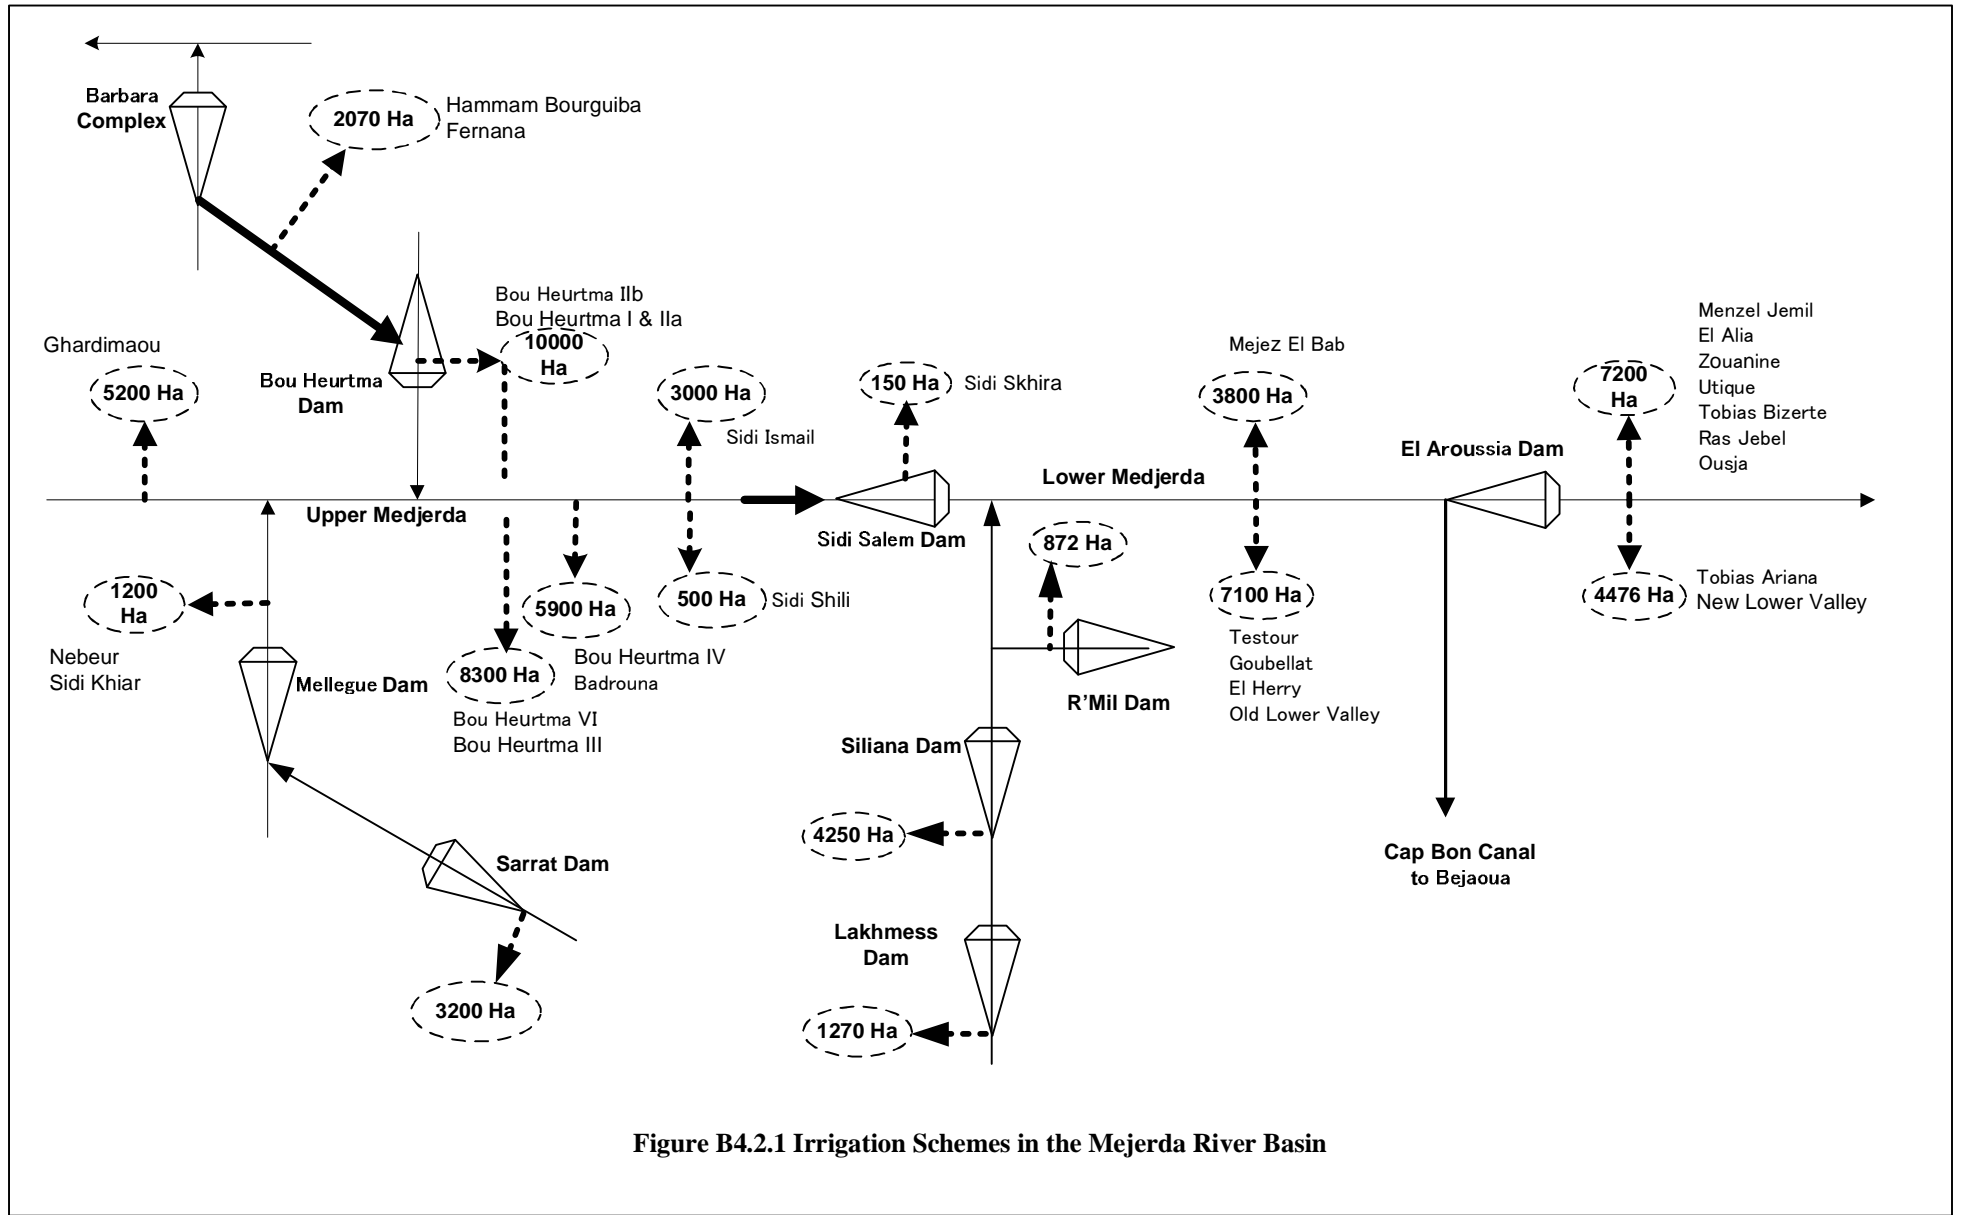 Barbara
Complex
2070 Ha
Hammam Bourguiba
Fernana
Bou Heurtma IIb
Bou Heurtma I & IIa
10000
Ha
Ghardimaou
5200 Ha
Bou Heurtma
Dam
3000 Ha
Sidi Ismail
150 Ha
Sidi Skhira
Mejez El Bab
3800 Ha
El Aroussia Dam
7200
Ha
Menzel Jemil
El Alia
Zouanine
Utique
Tobias Bizerte
Ras Jebel
Ousja
Upper Medjerda
Sidi Salem Dam
Lower Medjerda
872 Ha
1200
Ha
Nebeur
Sidi Khiar
Mellegue Dam
8300 Ha
Bou Heurtma VI
Bou Heurtma III
5900 Ha
Bou Heurtma IV
Badrouna
500 Ha
Sidi Shili
R'Mil Dam
7100 Ha
Testour
Goubellat
El Herry
Old Lower Valley
4476 Ha
Tobias Ariana
New Lower Valley
Siliana Dam
4250 Ha
Sarrat Dam
3200 Ha
Lakhmess
Dam
1270 Ha
Cap Bon Canal
to Bejaoua
Figure B4.2.1 Irrigation Schemes in the Mejerda River Basin